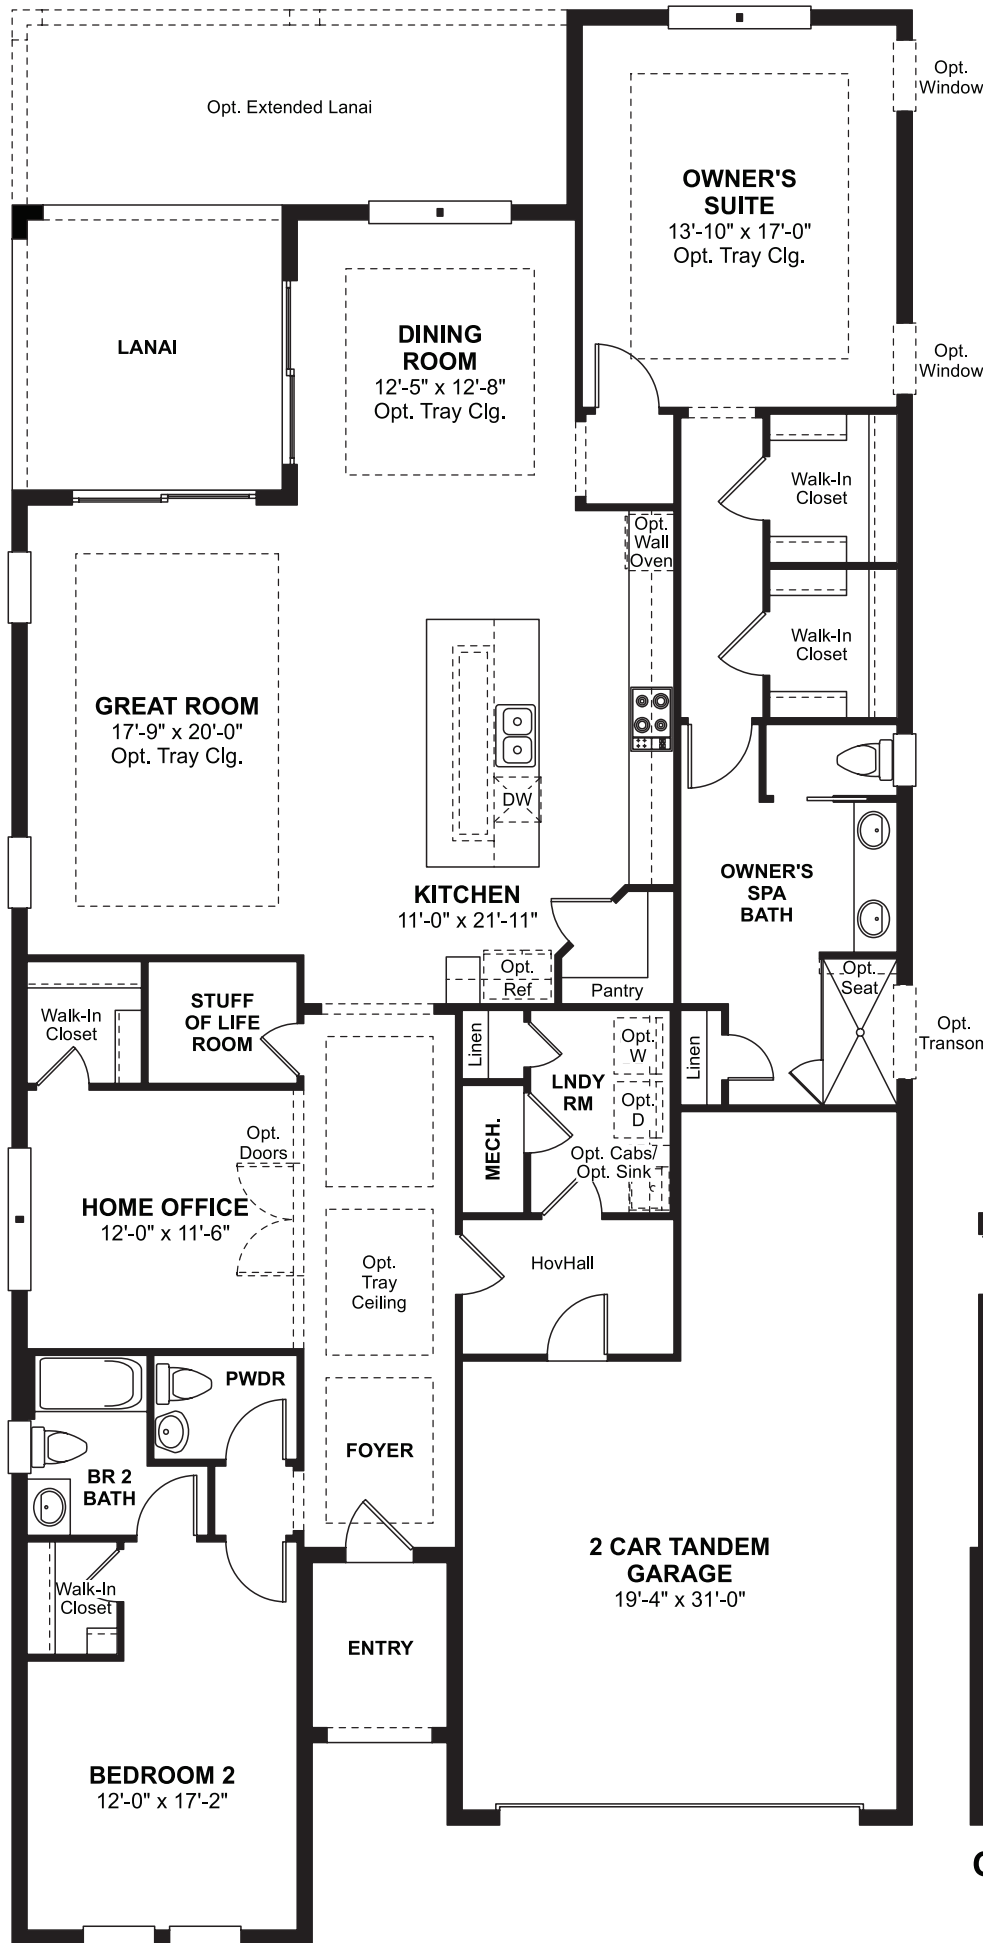 Opt. Extended Lanai
Opt.
Window
OWNER'S
SUITE
13'-10" x 17'-0"
Opt. Tray Clg.
LANAI
DINING
ROOM
12'-5" x 12'-8"
Opt. Tray Clg.
Opt.
Window
Walk-In
Closet
Opt.
Wall
Oven
Walk-In
Closet
GREAT ROOM
17'-9" x 20'-0"
Opt. Tray Clg.
DW
KITCHEN
11'-0" x 21'-11"
OWNER'S
SPA
BATH
Opt.
Ref
Pantry
Opt.
Seat
Opt.
Transom
Walk-In
Closet
STUFF
OF LIFE
ROOM
Linen
LNDY
RM
Opt.
W
Opt.
D
Linen
MECH.
Opt. Cabs/
Opt. Sink
Opt.
Doors
HOME OFFICE
12'-0" x 11'-6"
Opt.
Tray
Ceiling
HovHall
PWDR
FOYER
BR 2
BATH
Walk-In
Closet
2 CAR TANDEM
GARAGE
19'-4" x 31'-0"
ENTRY
BEDROOM 2
12'-0" x 17'-2"